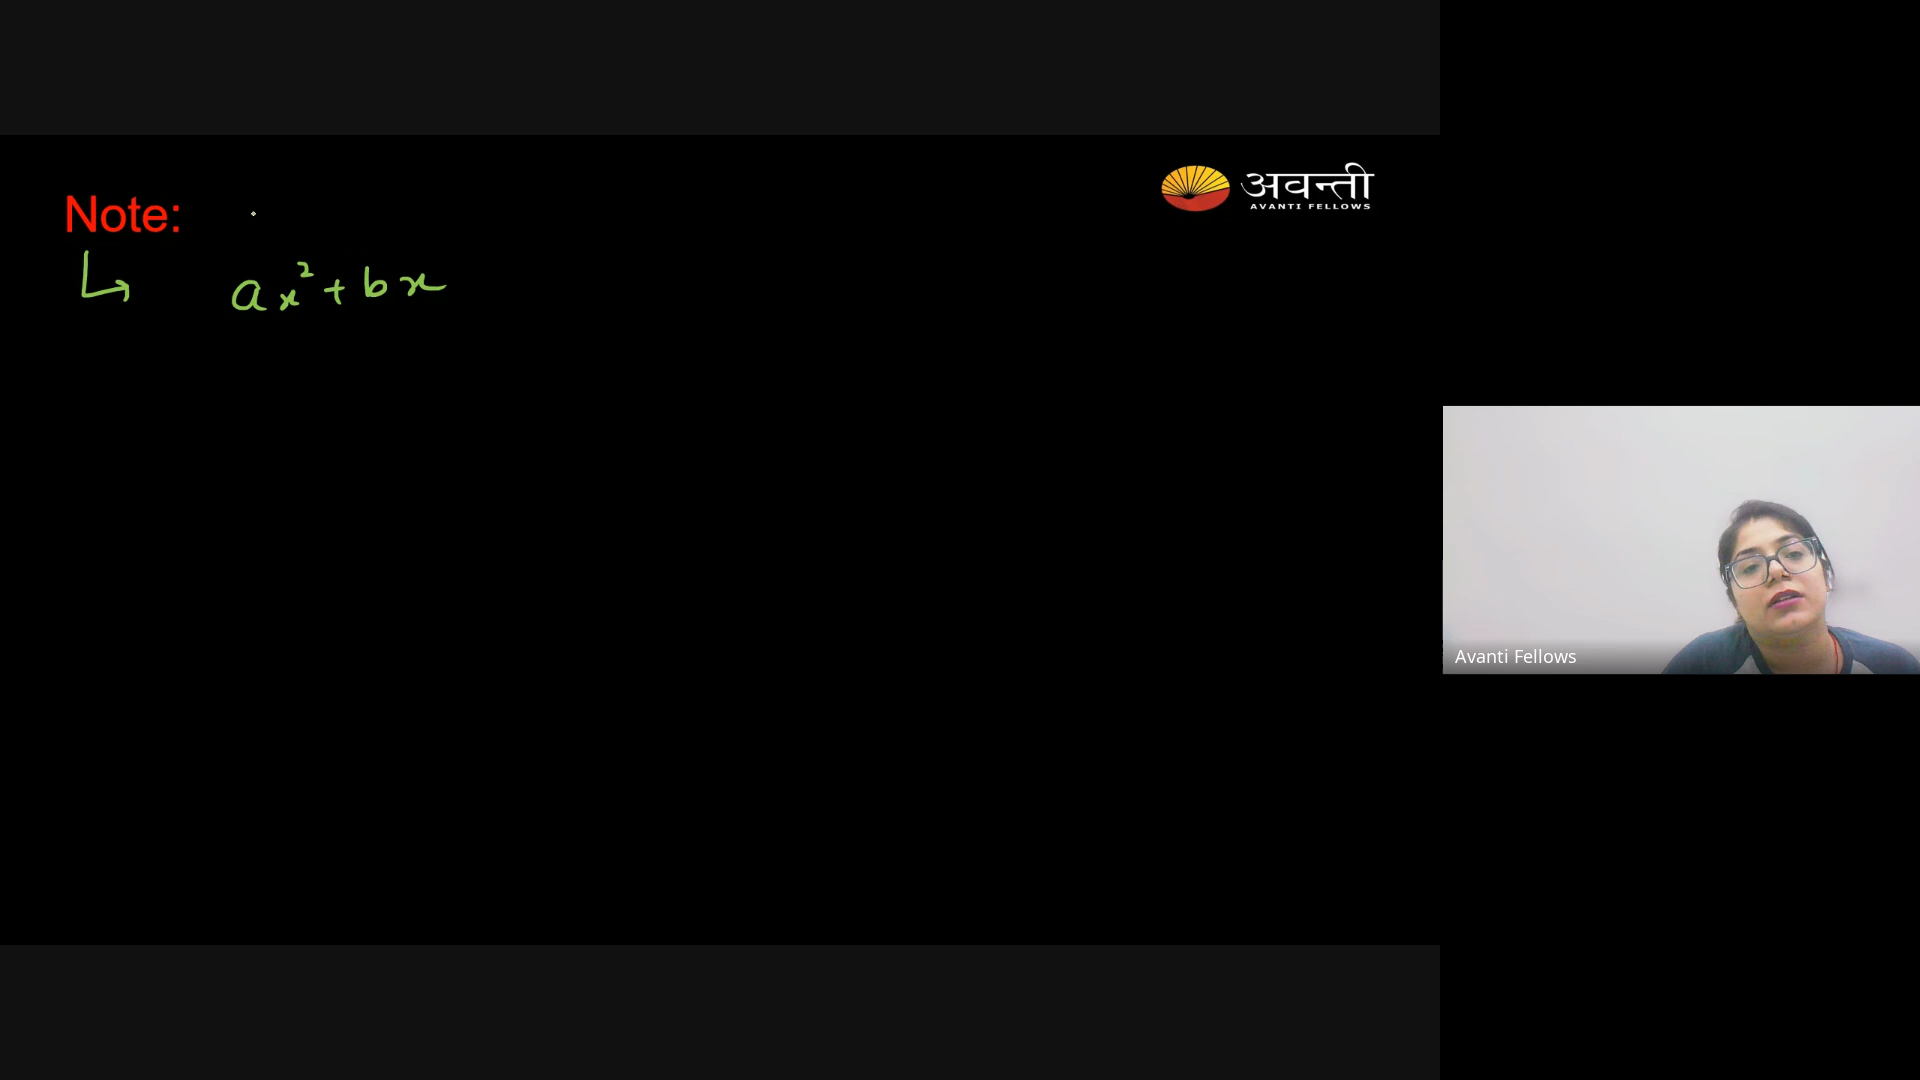 अवन्ती
AVANTI FELLOWS
Note:
ax² + bx
Avanti Fellows